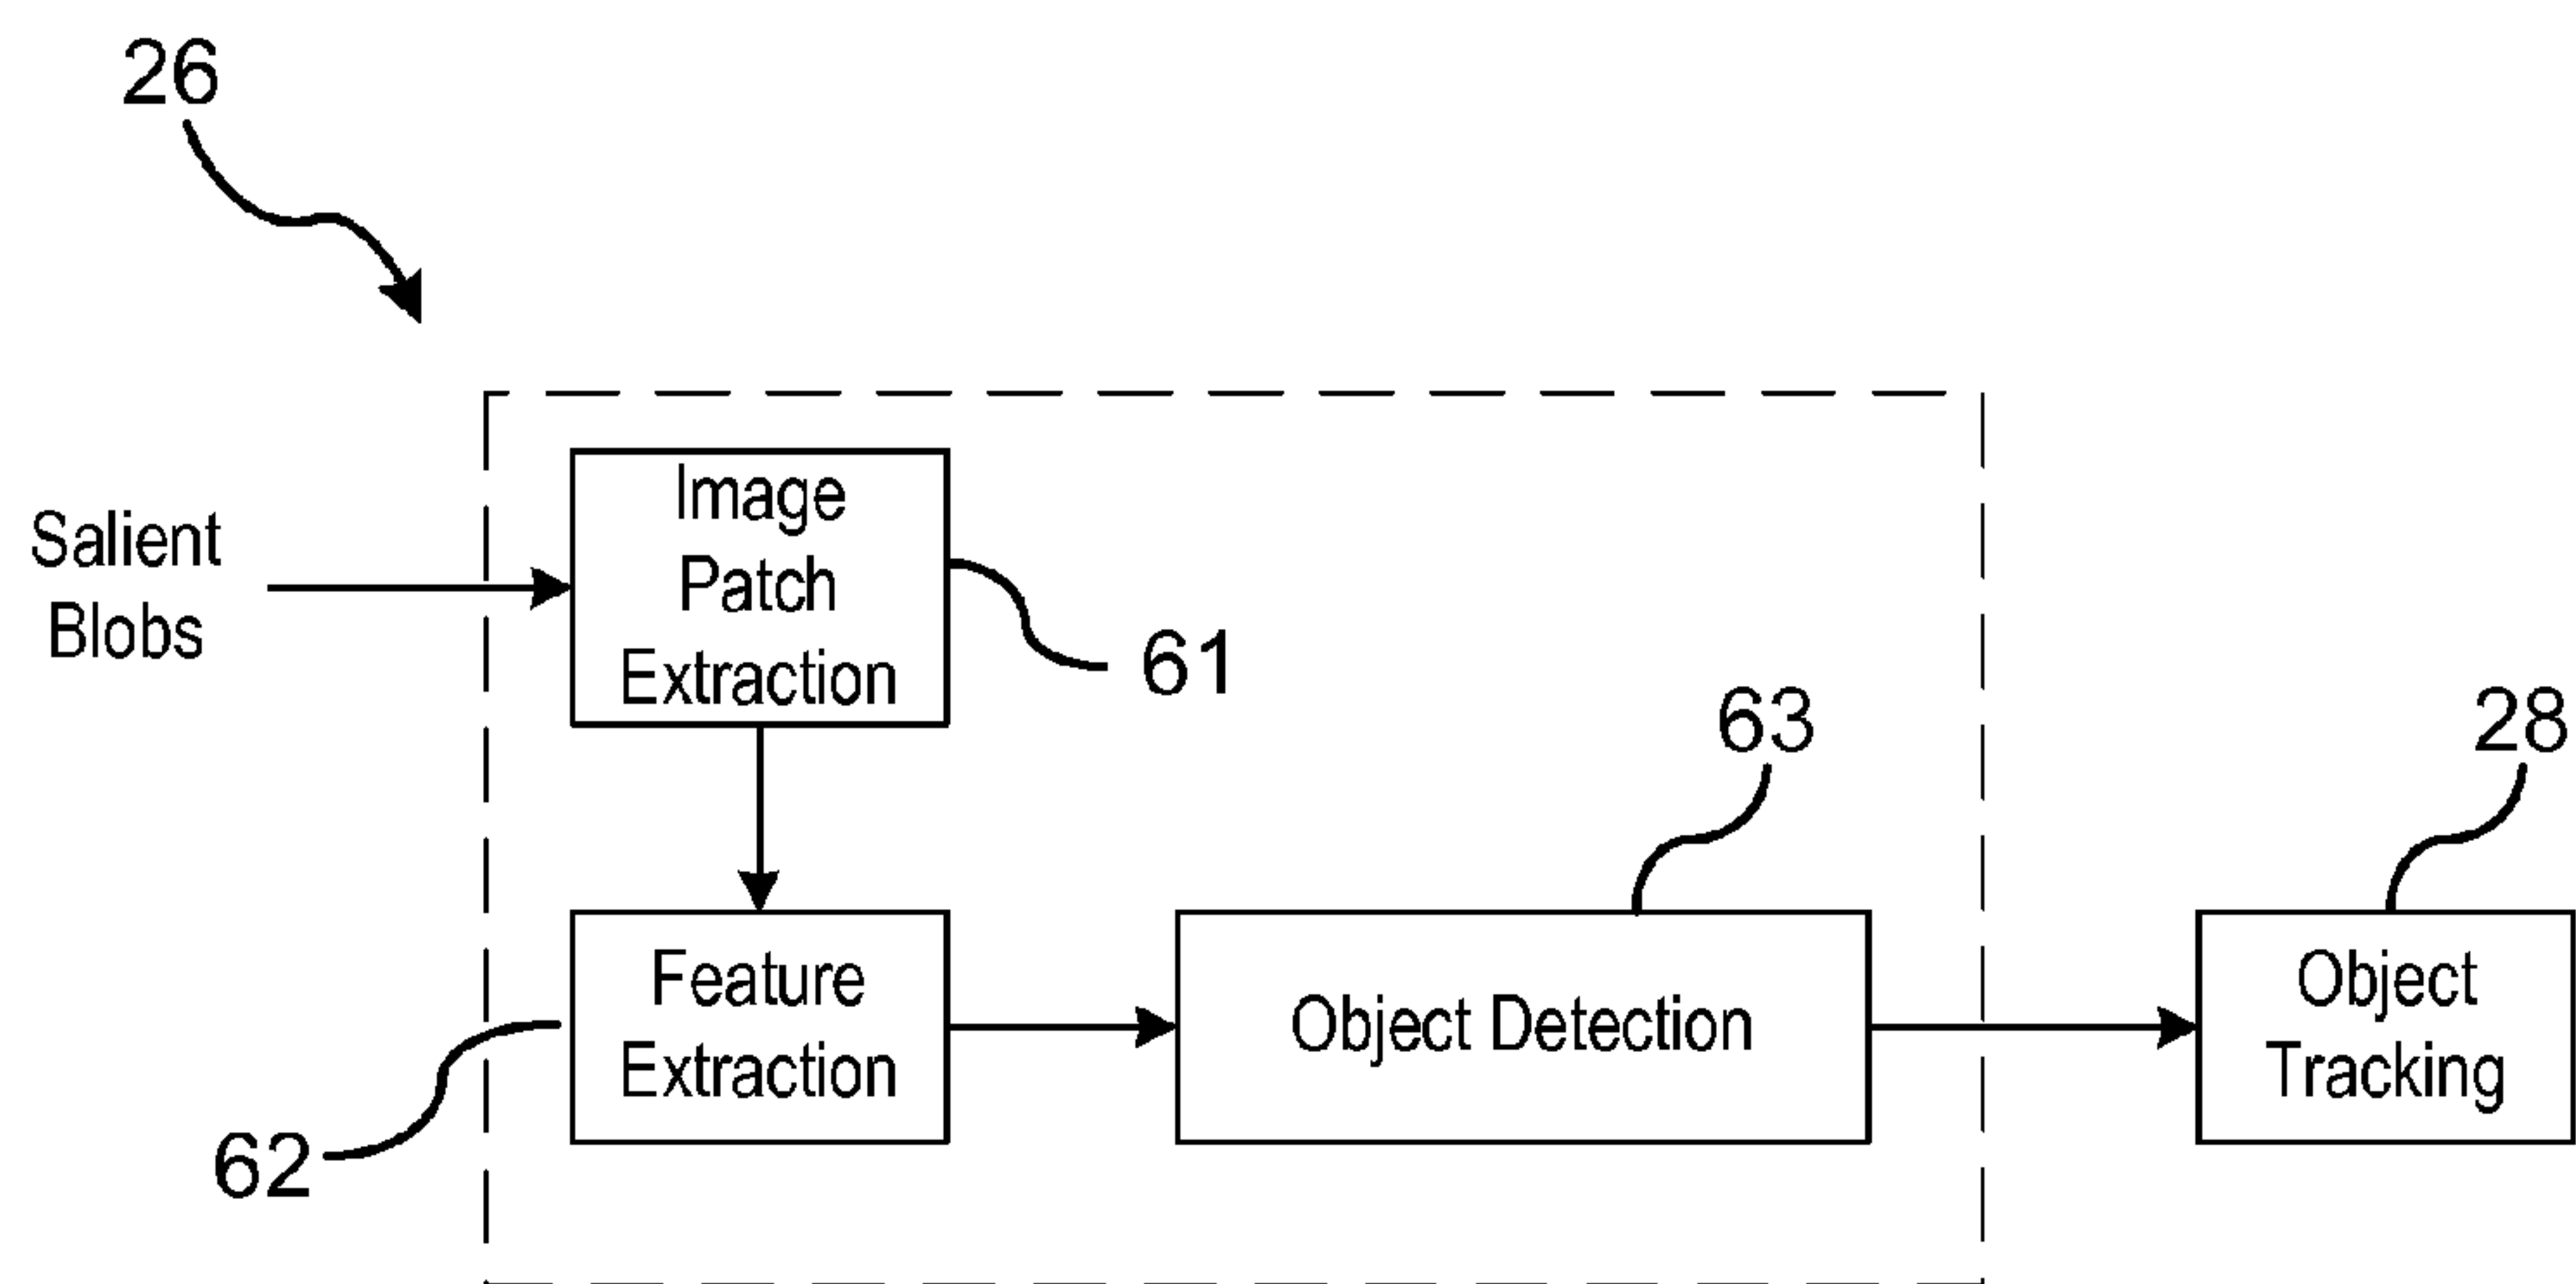 26
Salient
Blobs
Image
Patch
Extraction
61
63
28
Feature
Extraction
Object Detection
Object
Tracking
62